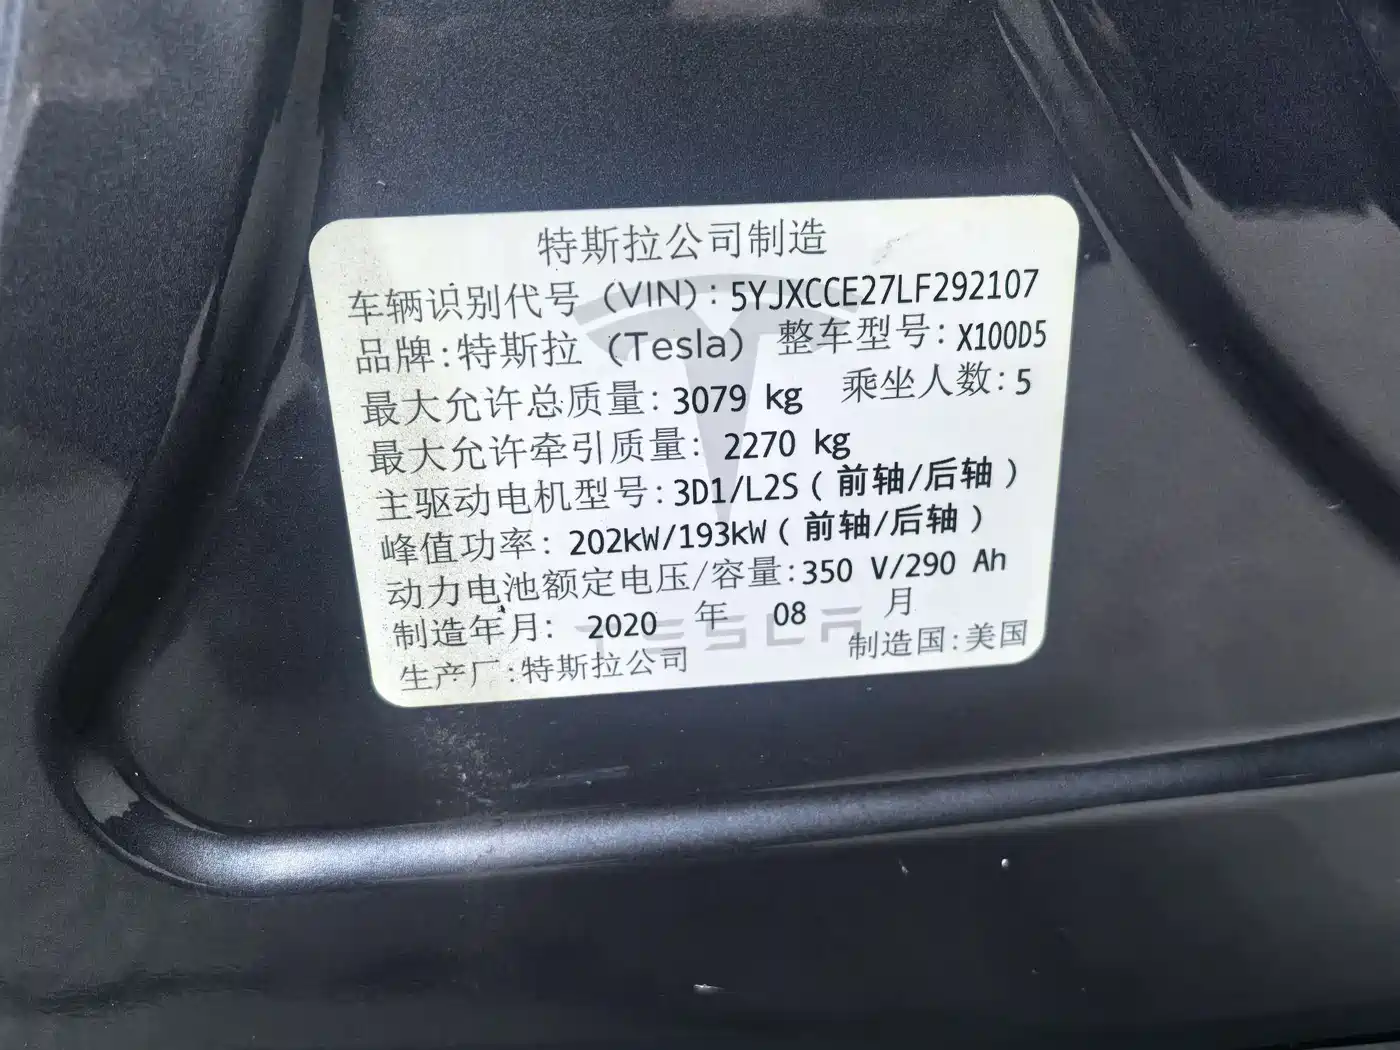 特斯拉公司制造
车辆识别代号（VIN）: 5YJXCCE27LF292107
品牌: 特斯拉（Tesla） 整车型号: X100D5
最大允许总质量: 3079 kg 乘坐人数: 5
最大允许牵引质量: 2270 kg
主驱动电机型号: 3D1/L2S（前轴/后轴）
峰值功率: 202kW/193kW（前轴/后轴）
动力电池额定电压/容量: 350 V/290 Ah
制造年月: 2020 年 08 月
TESLA
生产厂: 特斯拉公司 制造国: 美国